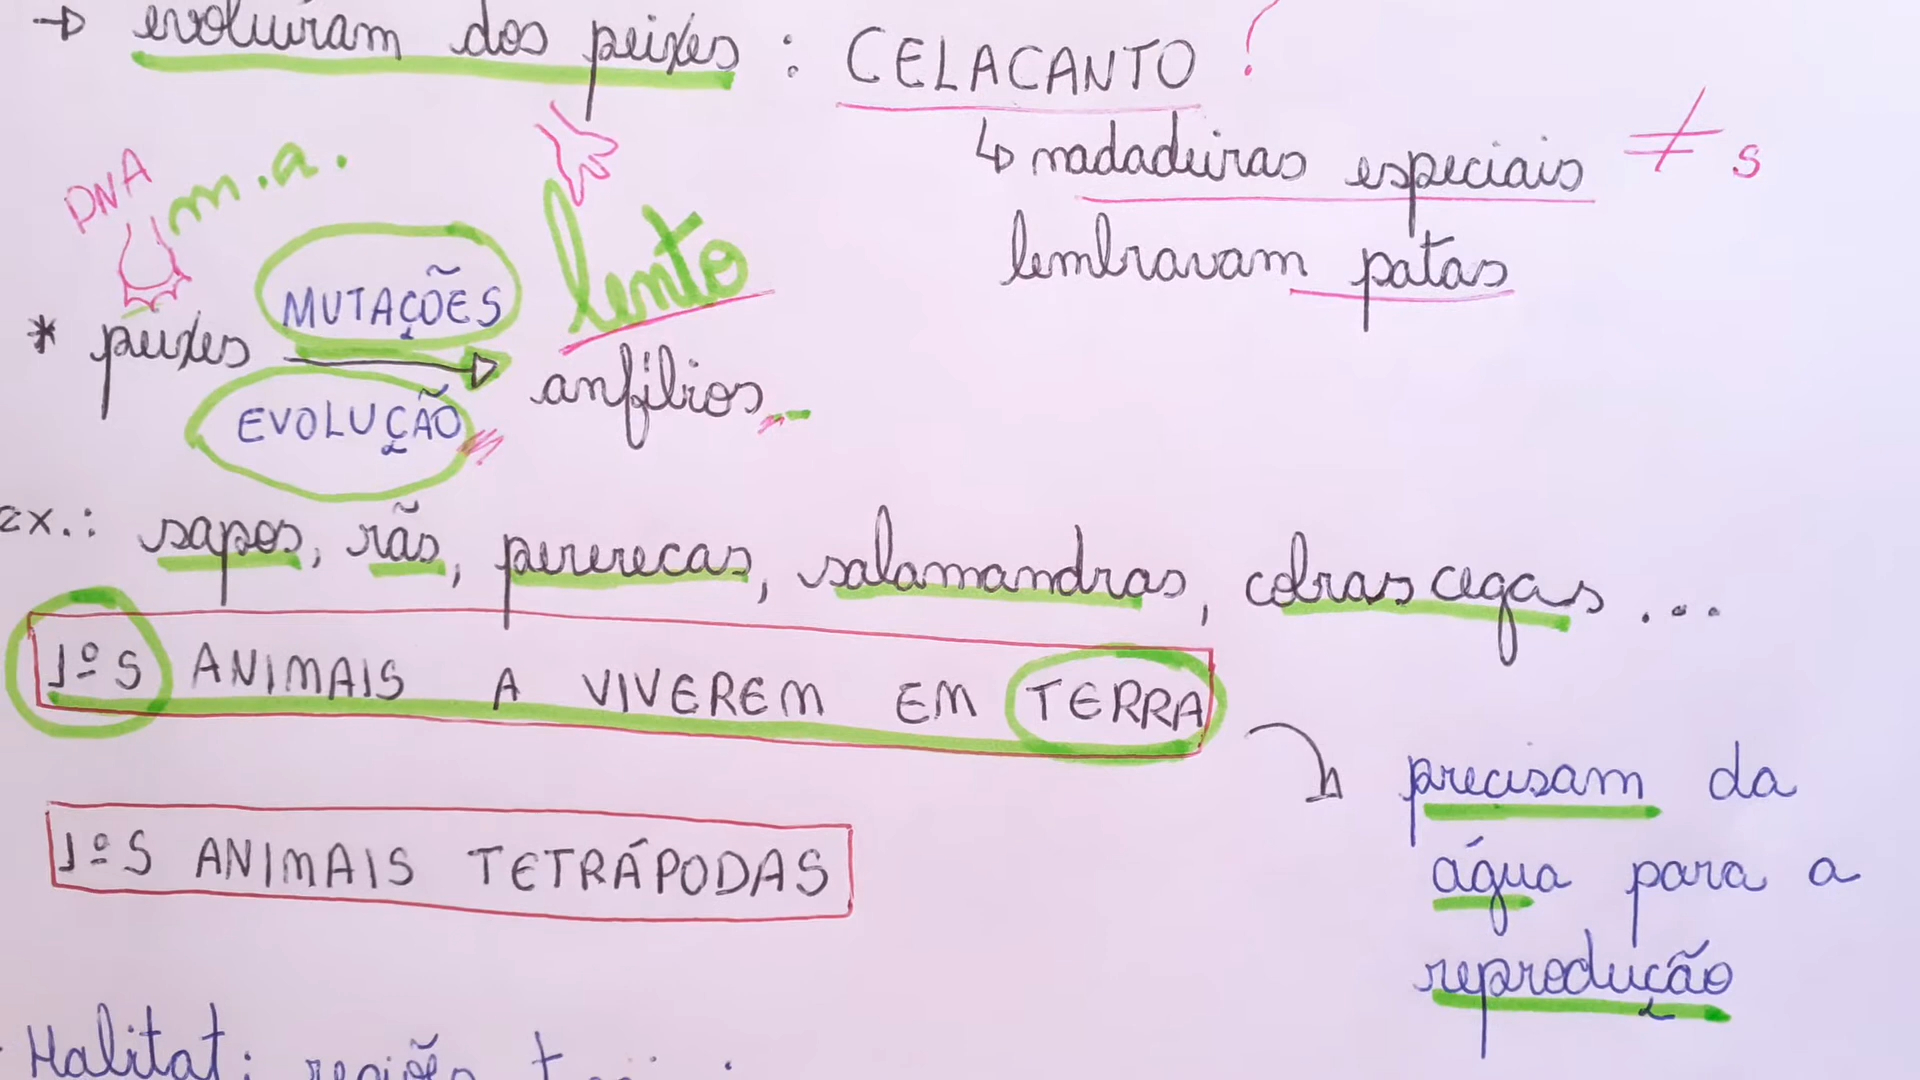 → evoluíram dos peixes : CELACANTO ?
↳ nadadeiras especiais ≠ s
lembravam patas
DNA m.a.
MUTAÇÕES lento
* peixes → anfíbios
EVOLUÇÃO
ex.: sapos, rãs, pererecas, salamandras, cobras cegas ...
1ºs ANIMAIS A VIVEREM EM TERRA
precisam da
água para a
reprodução
1ºs ANIMAIS TETRÁPODAS
Habitat: regiões